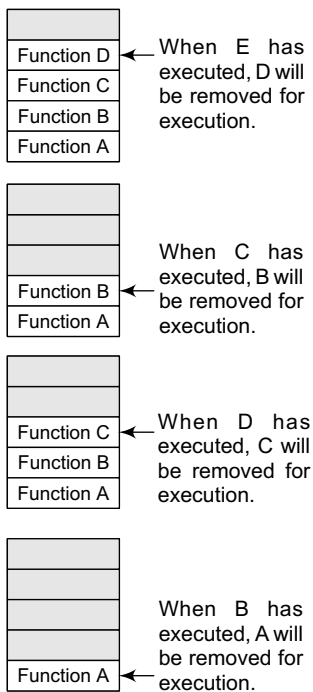 Function D
Function C
Function B
Function A
When E has
executed, D will
be removed for
execution.
Function B
Function A
When C has
executed, B will
be removed for
execution.
Function C
Function B
Function A
When D has
executed, C will
be removed for
execution.
Function A
When B has
executed, A will
be removed for
execution.